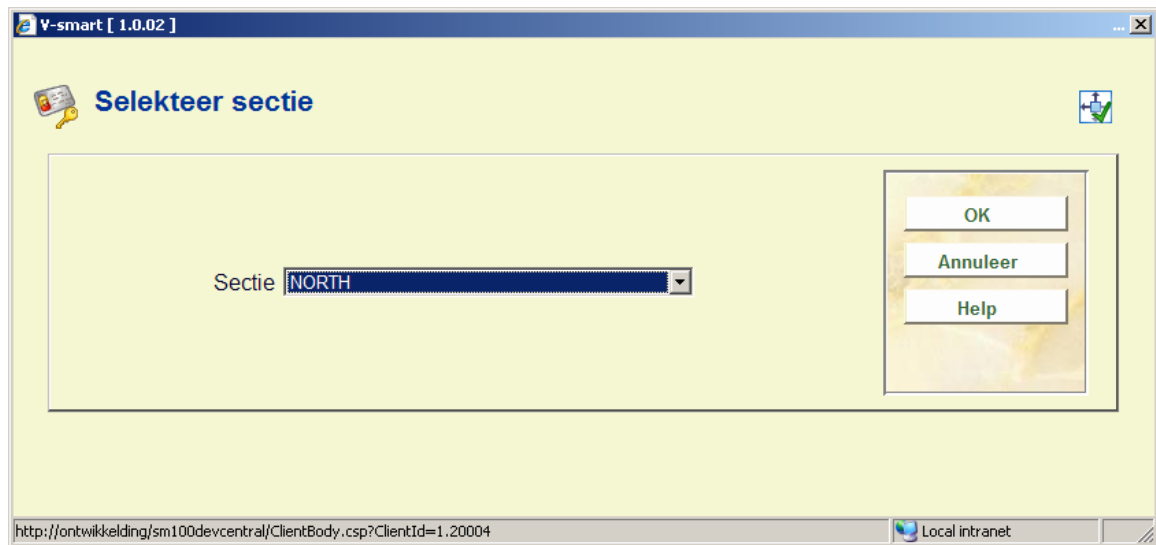 V-smart [ 1.0.02 ]
...
Selekteer sectie
Sectie NORTH
OK
Annuleer
Help
http://ontwikkelding/sm100devcentral/ClientBody.csp?ClientId=1.20004
Local intranet